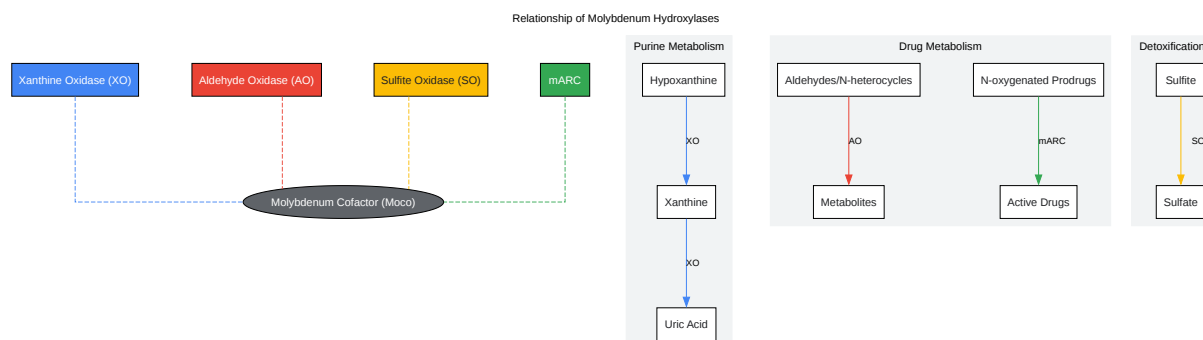 Relationship of Molybdenum Hydroxylases
Xanthine Oxidase (XO)
Aldehyde Oxidase (AO)
Sulfite Oxidase (SO)
mARC
Molybdenum Cofactor (Moco)
Purine Metabolism
Hypoxanthine
XO
Xanthine
XO
Uric Acid
Drug Metabolism
Aldehydes/N-heterocycles
N-oxygenated Prodrugs
AO
mARC
Metabolites
Active Drugs
Detoxification
Sulfite
SO
Sulfate